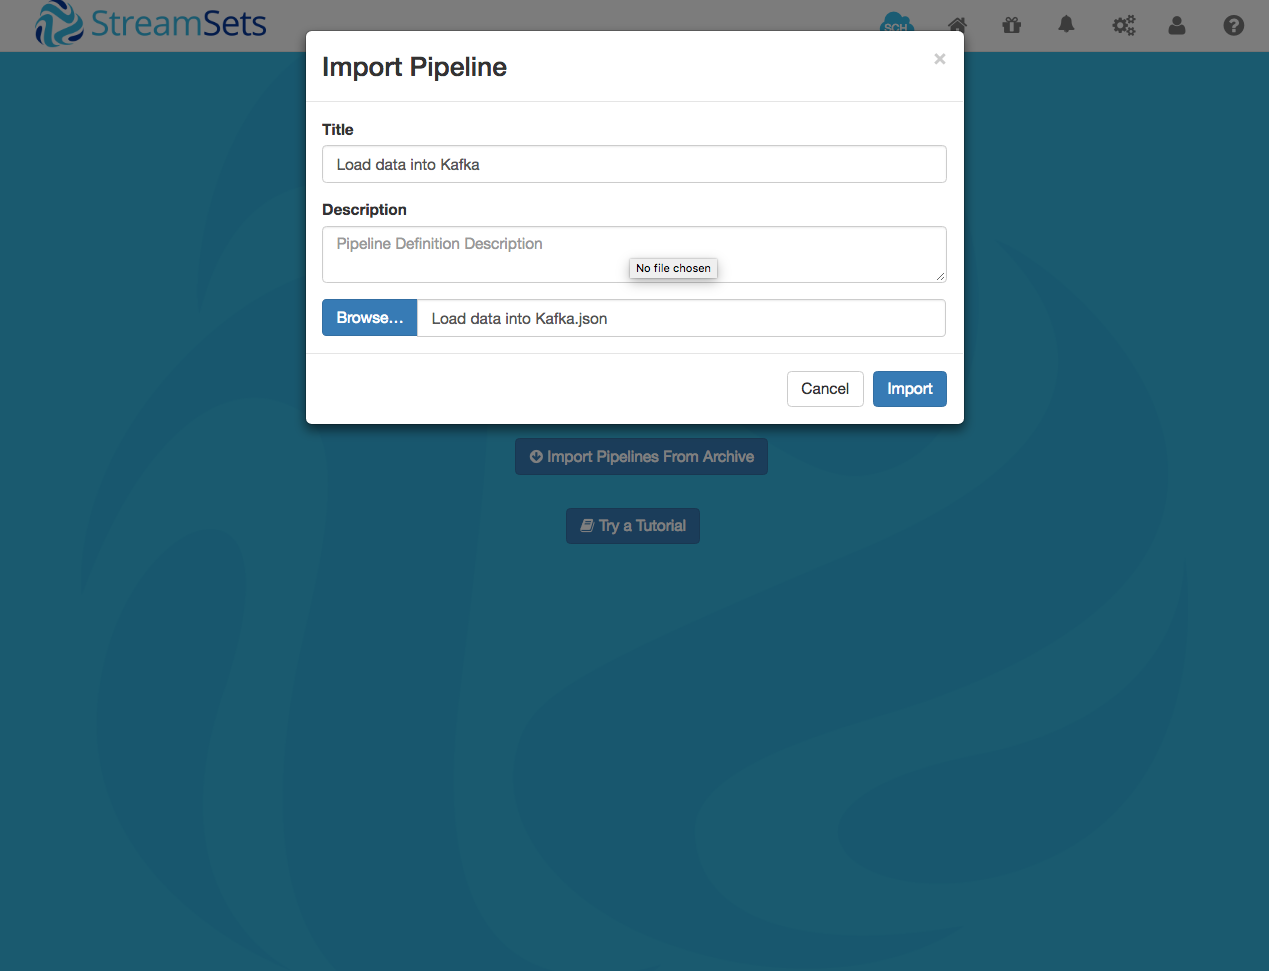 StreamSets
SCH
Import Pipeline
×
Title
Load data into Kafka
Description
Pipeline Definition Description
No file chosen
Browse...
Load data into Kafka.json
Cancel
Import
Import Pipelines From Archive
Try a Tutorial